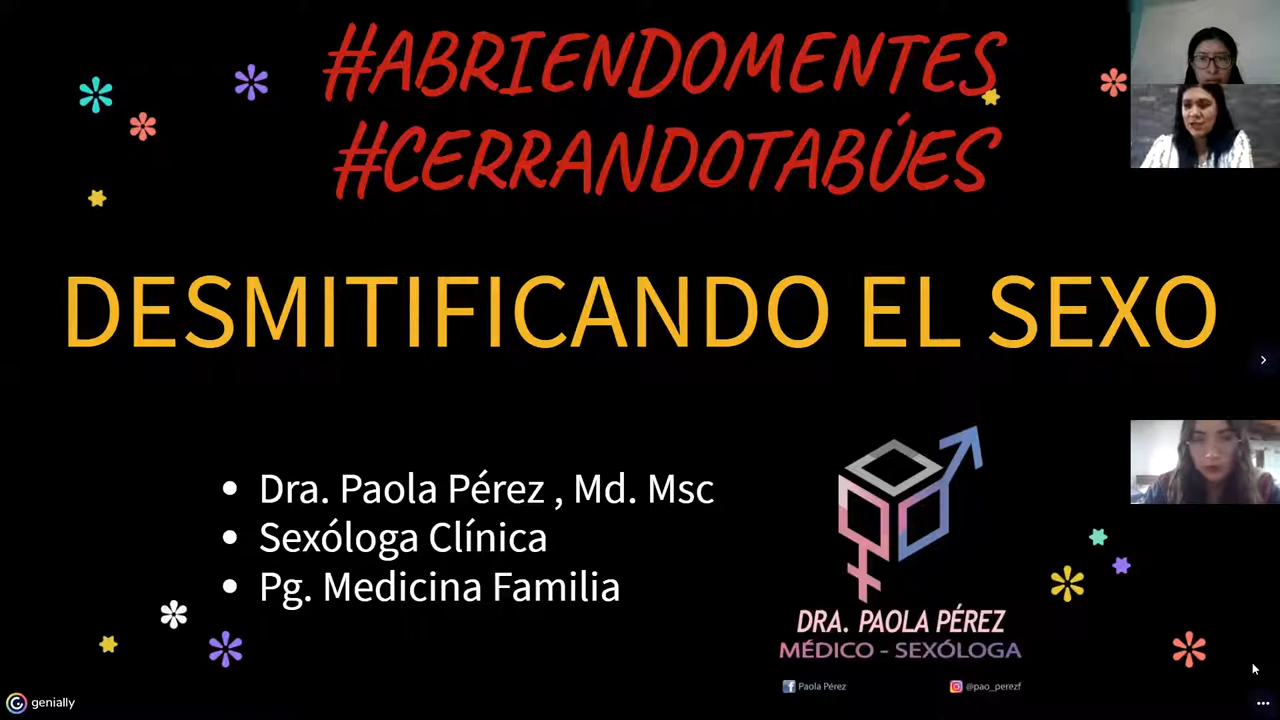 #ABRIENDOMENTES
#CERRANDOTABÚES
DESMITIFICANDO EL SEXO
Dra. Paola Pérez , Md. Msc
Sexóloga Clínica
Pg. Medicina Familia
DRA. PAOLA PÉREZ
MÉDICO - SEXÓLOGA
Paola Pérez
@pao_perezf
genially